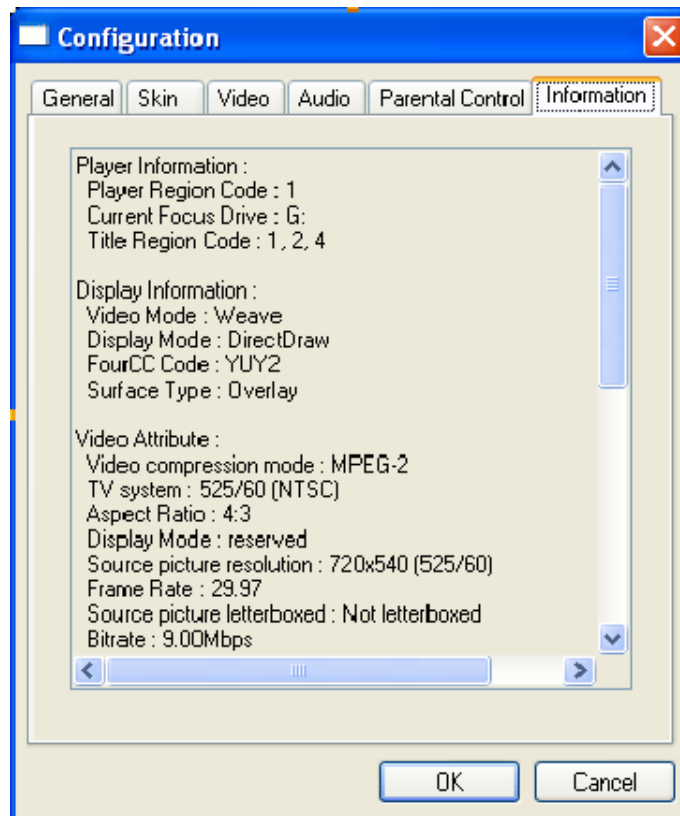 Configuration
General Skin Video Audio Parental Control Information
Player Information :
Player Region Code : 1
Current Focus Drive : G:
Title Region Code : 1, 2, 4
Display Information :
Video Mode : Weave
Display Mode : DirectDraw
FourCC Code : YUY2
Surface Type : Overlay
Video Attribute :
Video compression mode : MPEG-2
TV system : 525/60 (NTSC)
Aspect Ratio : 4:3
Display Mode : reserved
Source picture resolution : 720x540 (525/60)
Frame Rate : 29.97
Source picture letterboxed : Not letterboxed
Bitrate : 9.00Mbps
OK Cancel